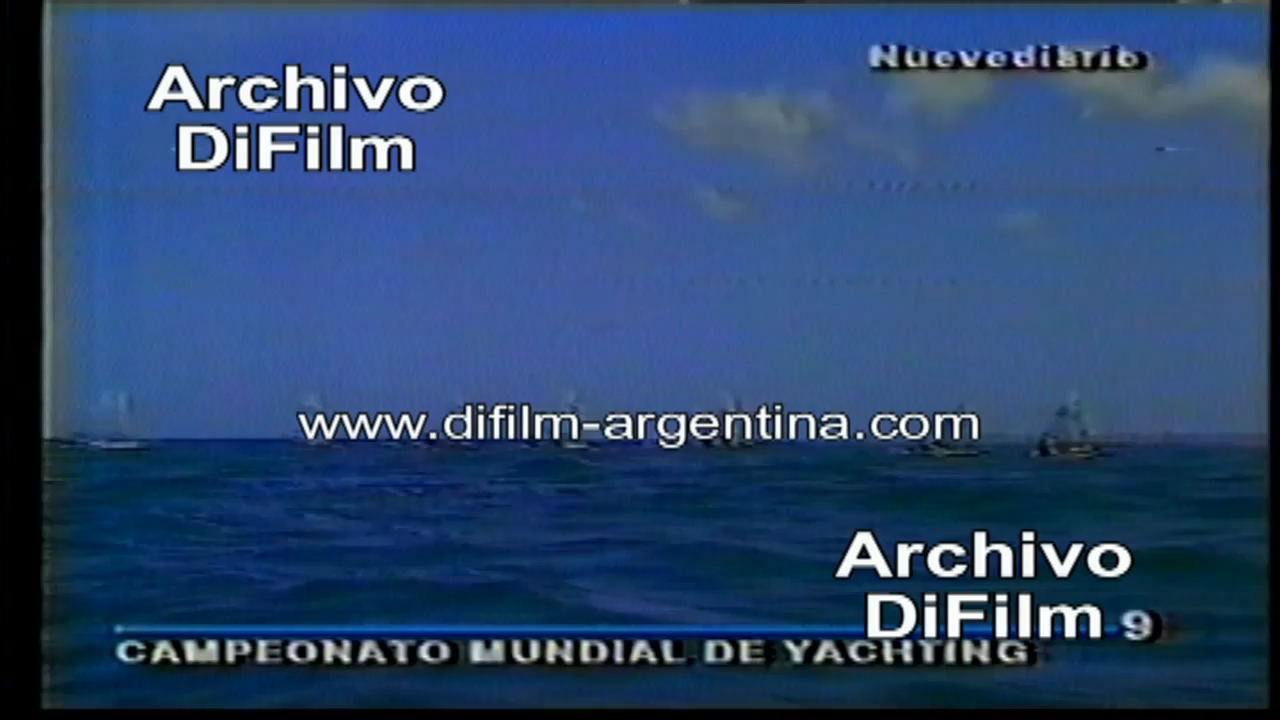 Nuevediario
Archivo
DiFilm
www.difilm-argentina.com
Archivo
DiFilm
9
CAMPEONATO MUNDIAL DE YACHTING